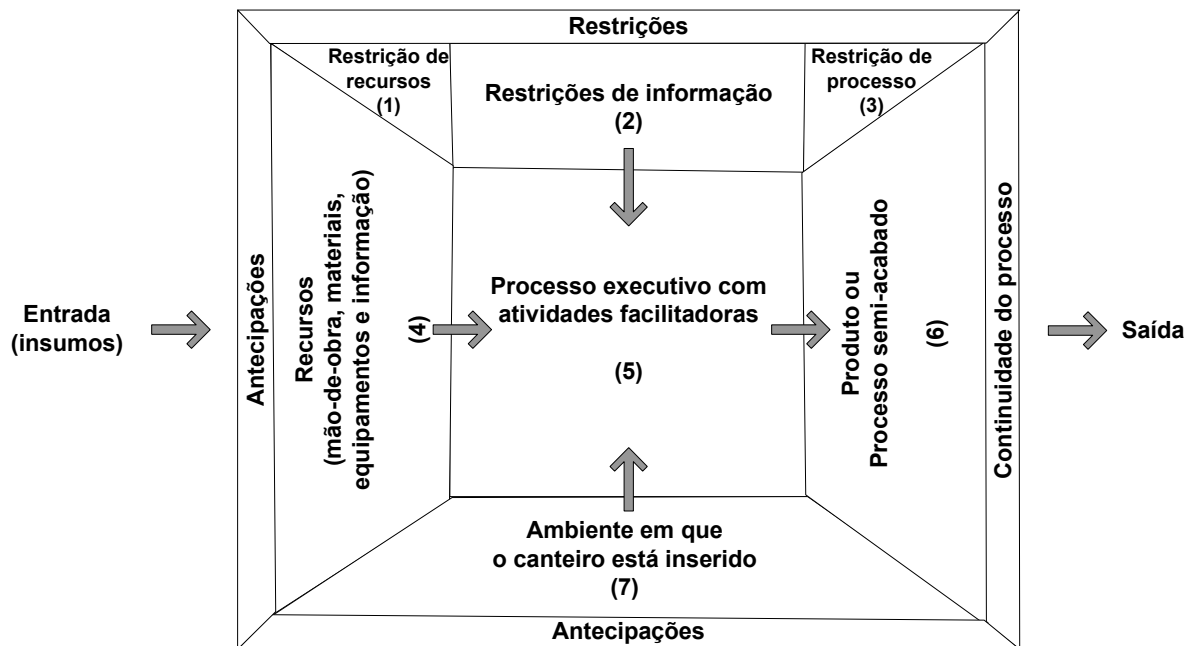 Restrições
Restrição de
recursos
(1)
Restrições de informação
(2)
Restrição de
processo
(3)
Entrada
(insumos)
Antecipações
Recursos
(mão-de-obra, materiais,
equipamentos e informação)
(4)
Processo executivo com
atividades facilitadoras
(5)
Produto ou
Processo semi-acabado
(6)
Continuidade do processo
Saída
Ambiente em que
o canteiro está inserido
(7)
Antecipações